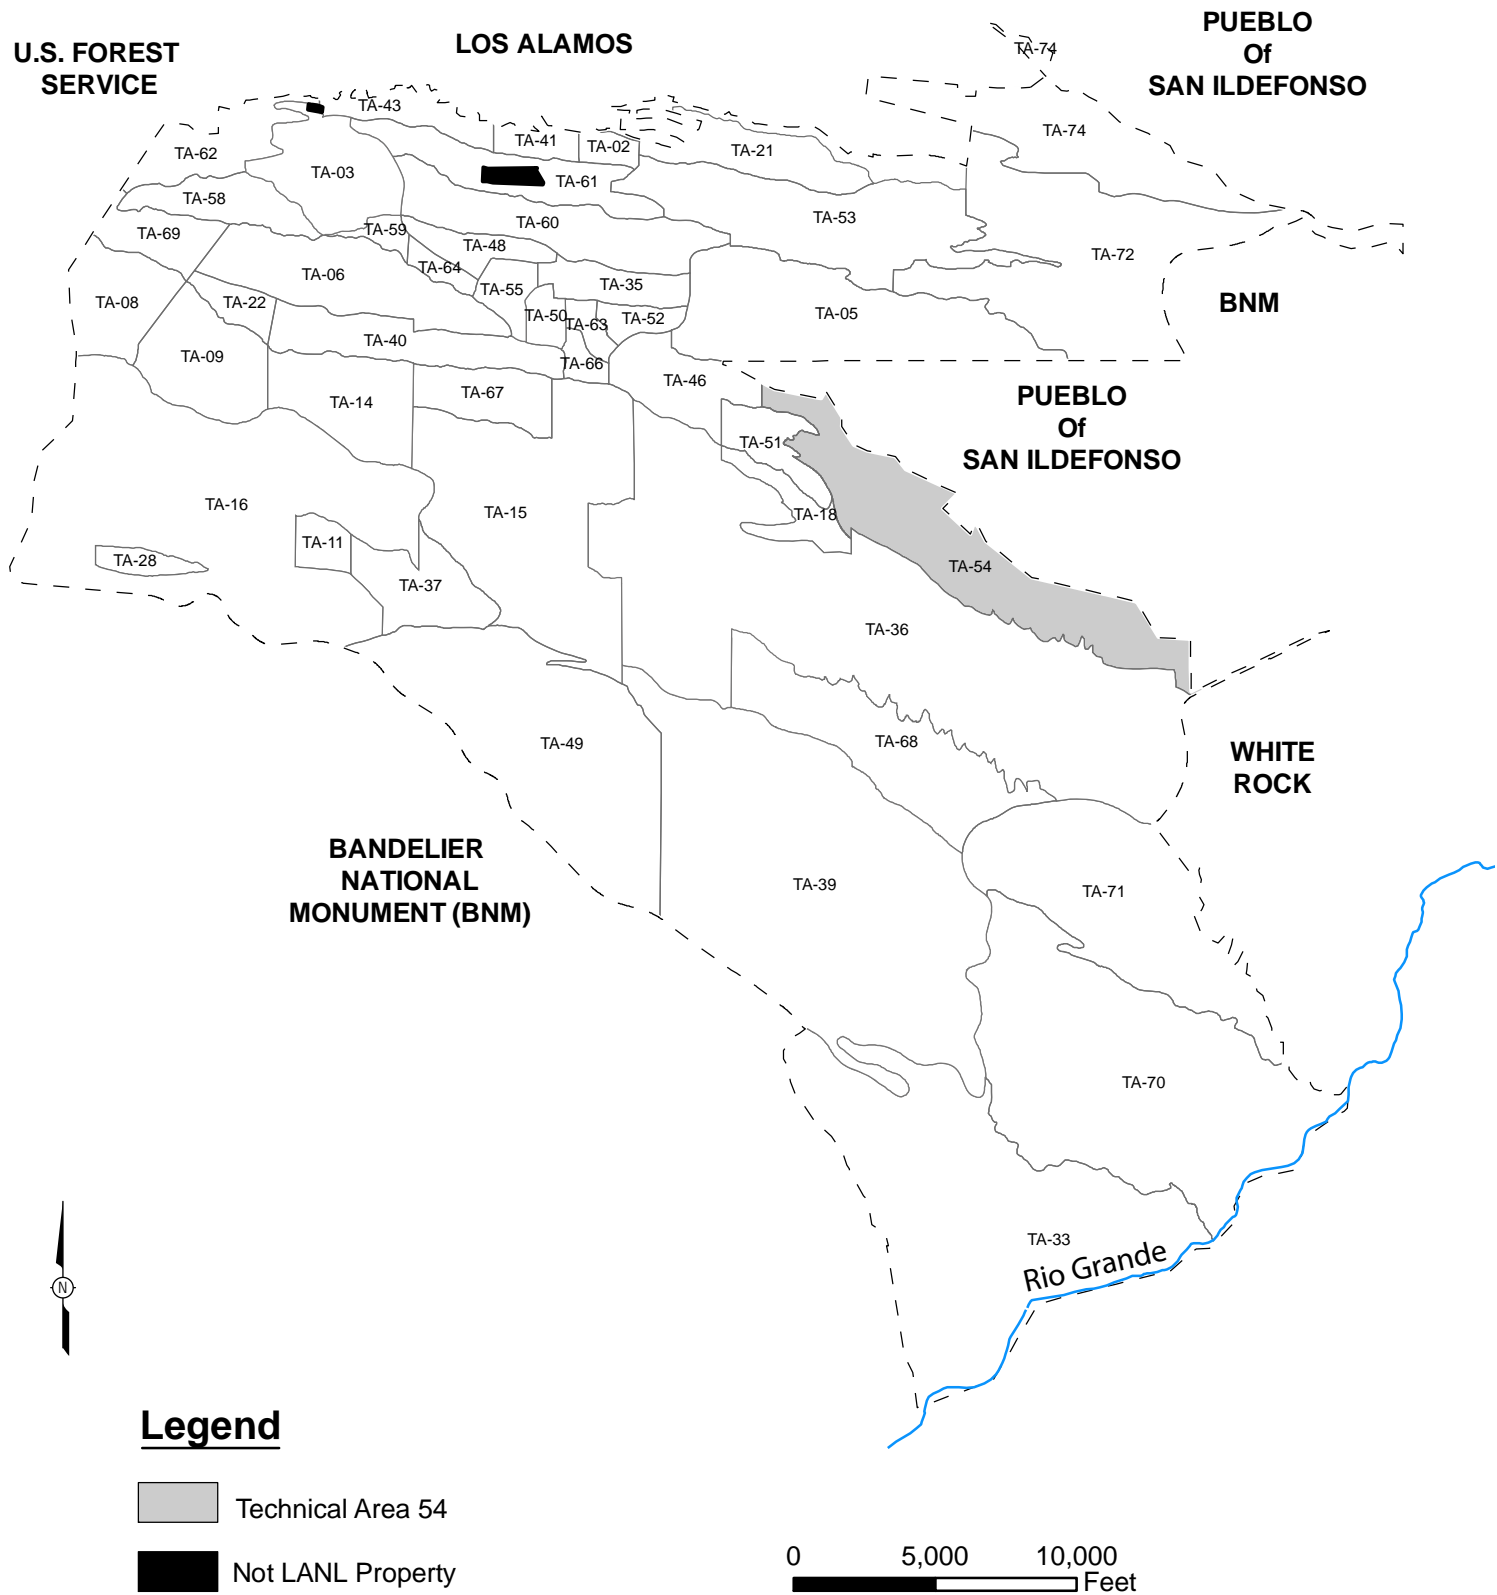 U.S. FOREST
SERVICE
LOS ALAMOS
PUEBLO
Of
SAN ILDEFONSO
TA-74
TA-43
TA-74
TA-62
TA-03
TA-41
TA-02
TA-21
TA-61
TA-58
TA-53
TA-69
TA-59
TA-60
TA-48
TA-72
TA-06
TA-64
TA-55
TA-35
TA-08
TA-22
TA-50
TA-63
TA-52
TA-05
BNM
TA-09
TA-40
TA-66
TA-46
TA-14
TA-67
PUEBLO
Of
SAN ILDEFONSO
TA-51
TA-16
TA-15
TA-18
TA-11
TA-28
TA-37
TA-54
TA-36
TA-49
TA-68
WHITE
ROCK
BANDELIER
NATIONAL
MONUMENT (BNM)
TA-39
TA-71
TA-70
TA-33
Rio Grande
N
Legend
Technical Area 54
Not LANL Property
0 5,000 10,000
Feet